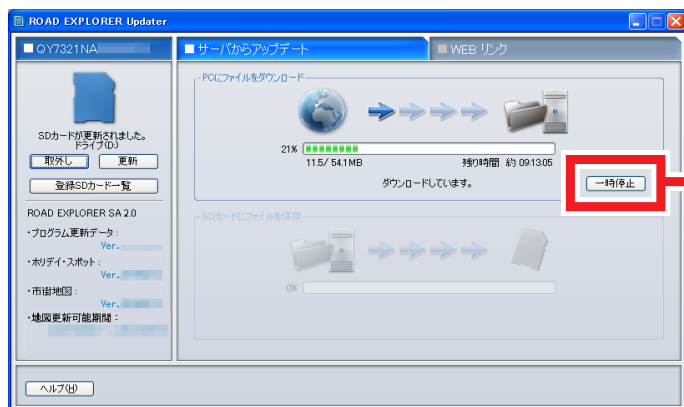 ROAD EXPLORER Updater
QY7321NA
サーバからアップデート
WEB リンク
SDカードが更新されました。
ドライブ(D:)
取外し
更新
登録SDカード一覧
ROAD EXPLORER SA 2.0
・プログラム更新データ：
Ver.
・ホリデイ・スポット：
Ver.
・市街地図：
Ver.
・地図更新可能期間：
PCにファイルをダウンロード
21%
11.5/ 54.1MB
残り時間 約 09:13:05
ダウンロードしています。
一時停止
SDカードにファイルを保存
0%
ヘルプ(H)